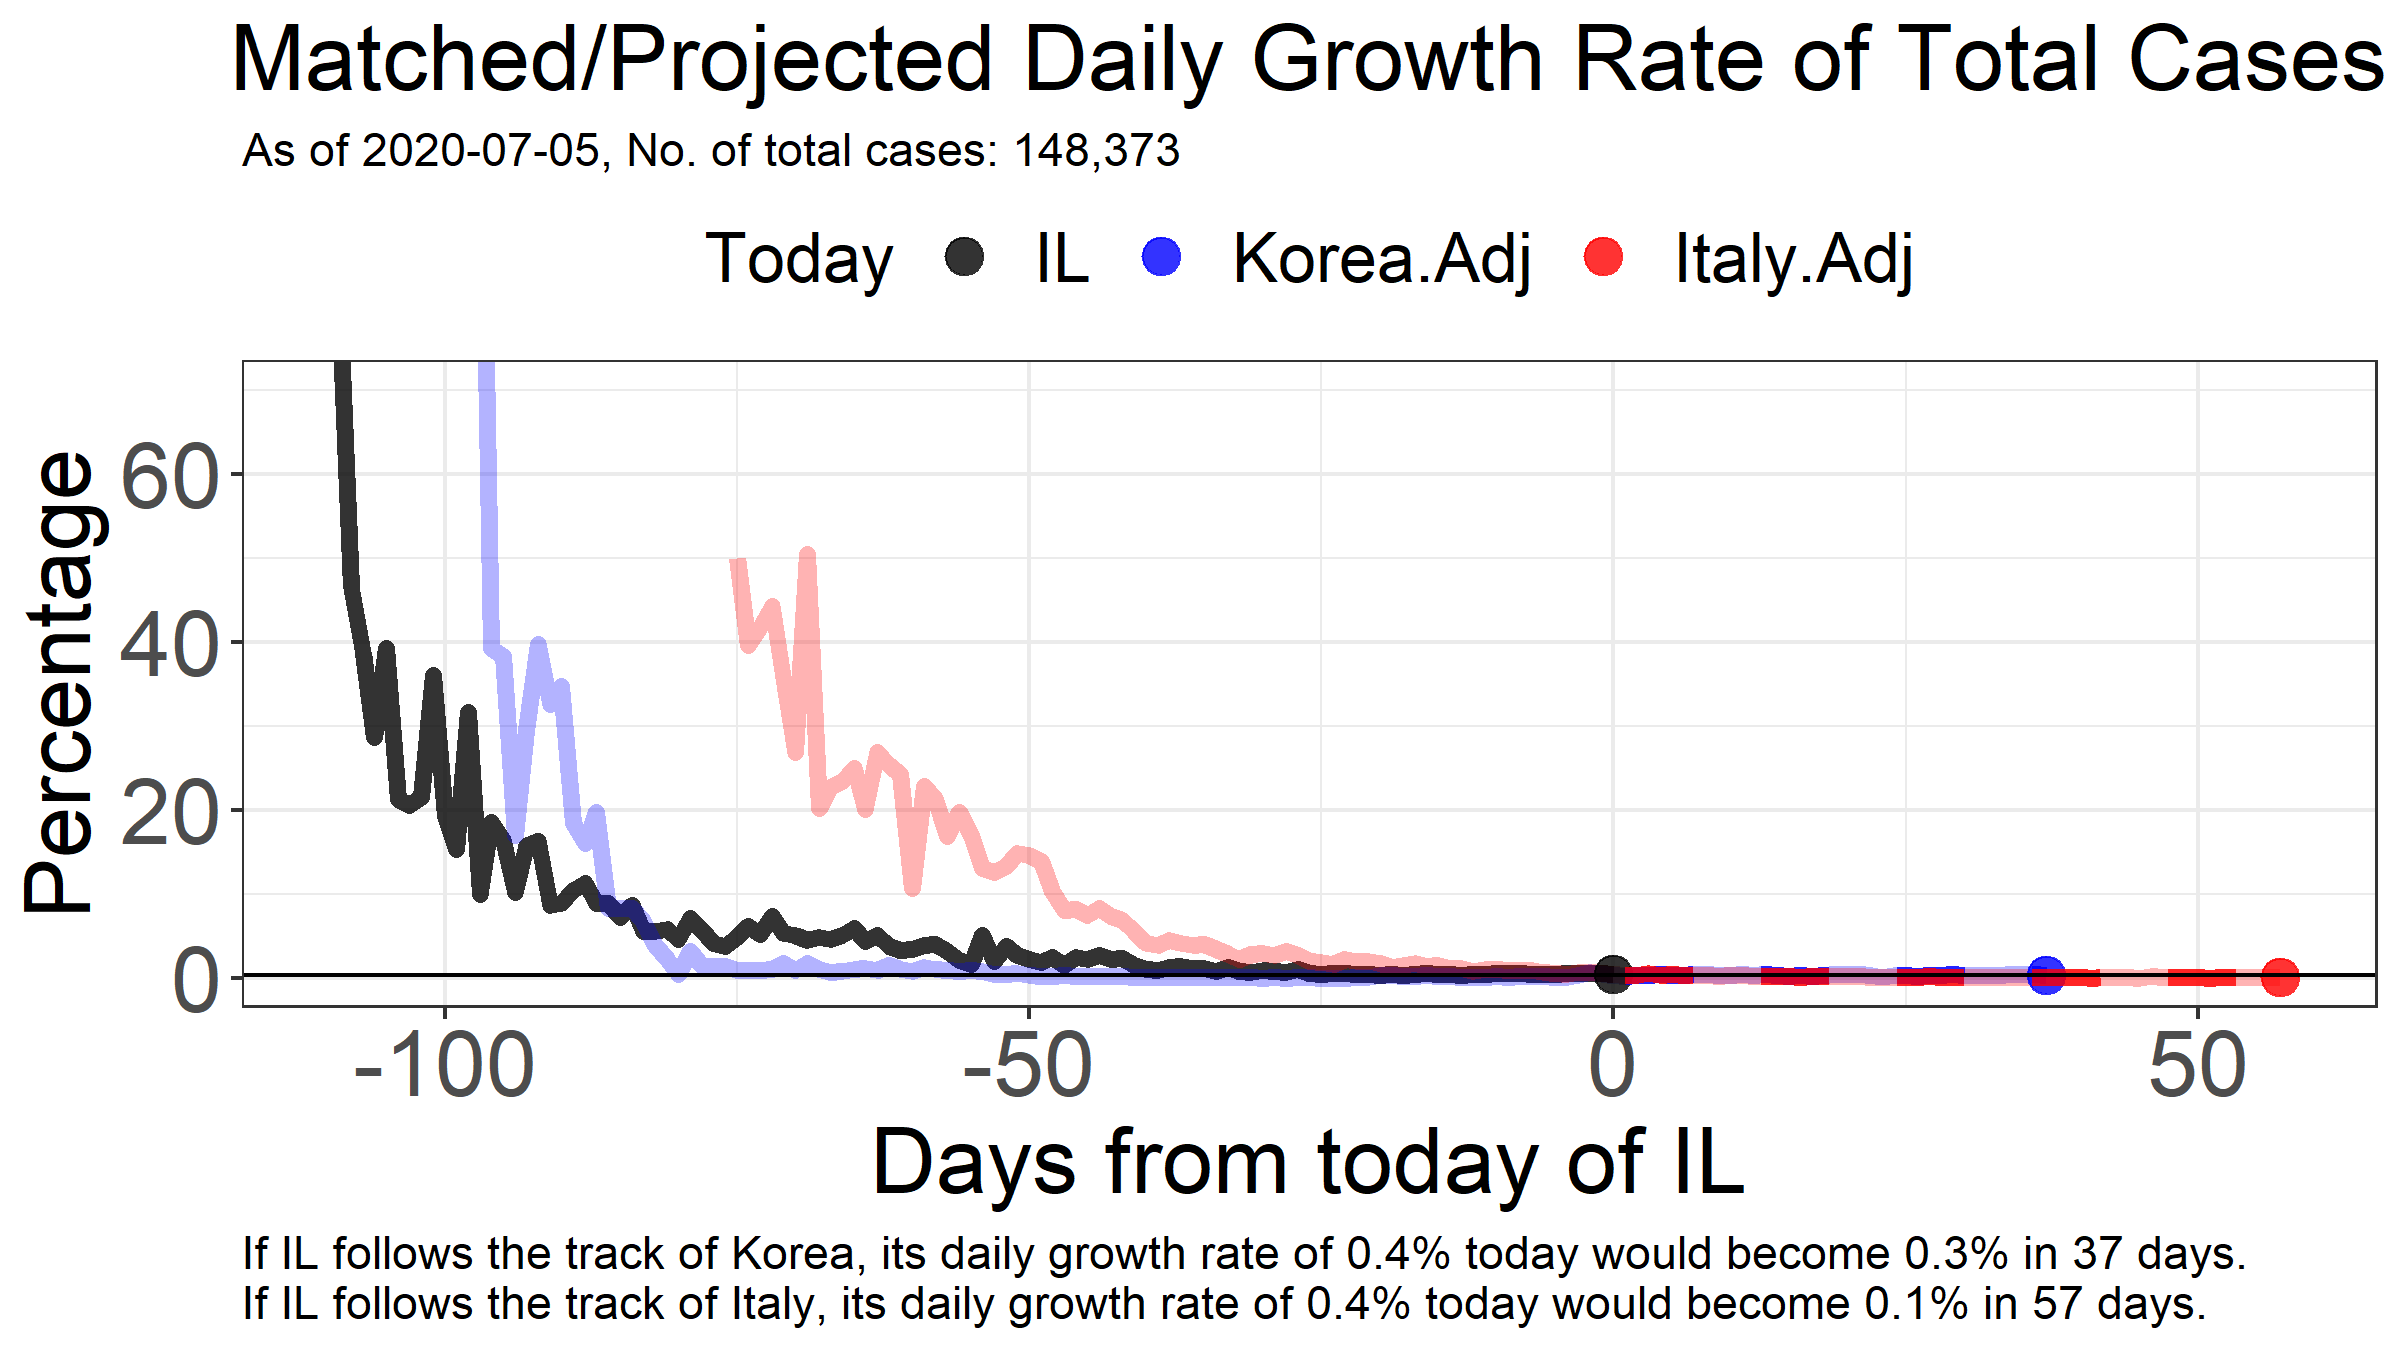 Matched/Projected Daily Growth Rate of Total Cases
As of 2020-07-05, No. of total cases: 148,373
Today IL Korea.Adj Italy.Adj
Percentage
60
40
20
0
-100 -50 0 50
Days from today of IL
If IL follows the track of Korea, its daily growth rate of 0.4% today would become 0.3% in 37 days.
If IL follows the track of Italy, its daily growth rate of 0.4% today would become 0.1% in 57 days.